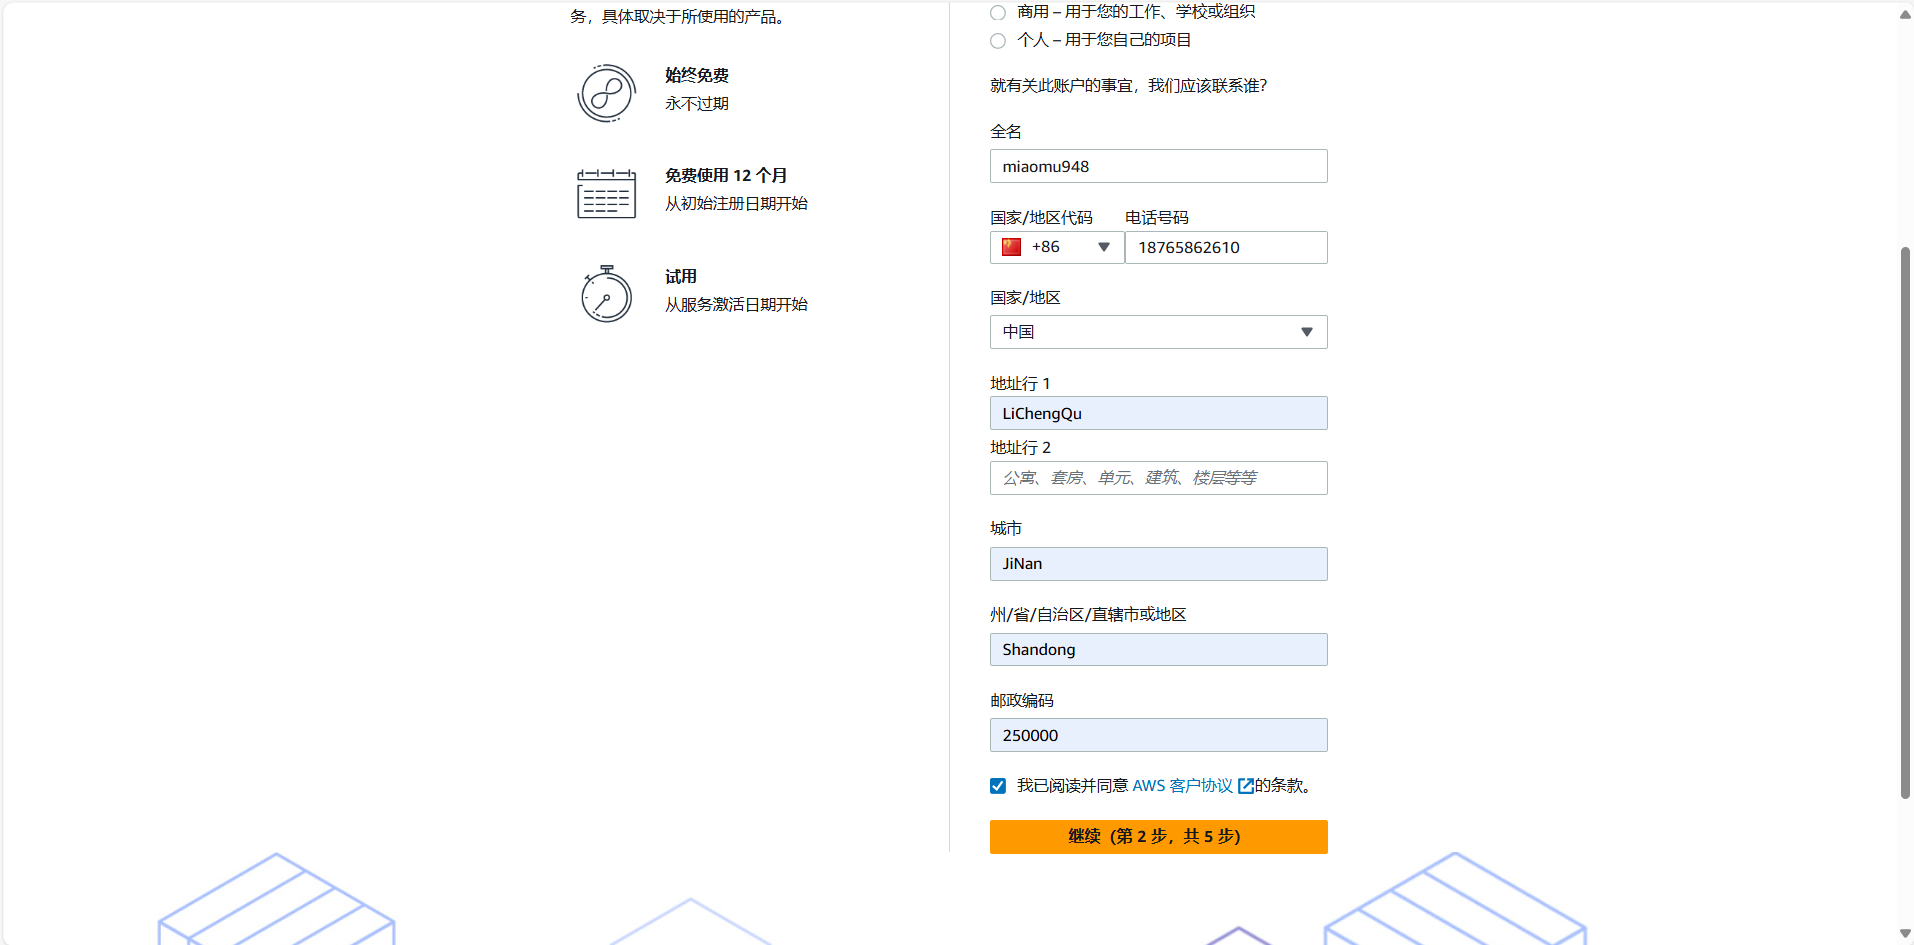 务，具体取决于所使用的产品。
始终免费
永不过期
免费使用 12 个月
从初始注册日期开始
试用
从服务激活日期开始
商用 – 用于您的工作、学校或组织
个人 – 用于您自己的项目
就有关此账户的事宜，我们应该联系谁？
全名
miaomu948
国家/地区代码
电话号码
+86
18765862610
国家/地区
中国
地址行 1
LiChengQu
地址行 2
公寓、套房、单元、建筑、楼层等等
城市
JiNan
州/省/自治区/直辖市或地区
Shandong
邮政编码
250000
我已阅读并同意 AWS 客户协议的条款。
继续（第 2 步，共 5 步）